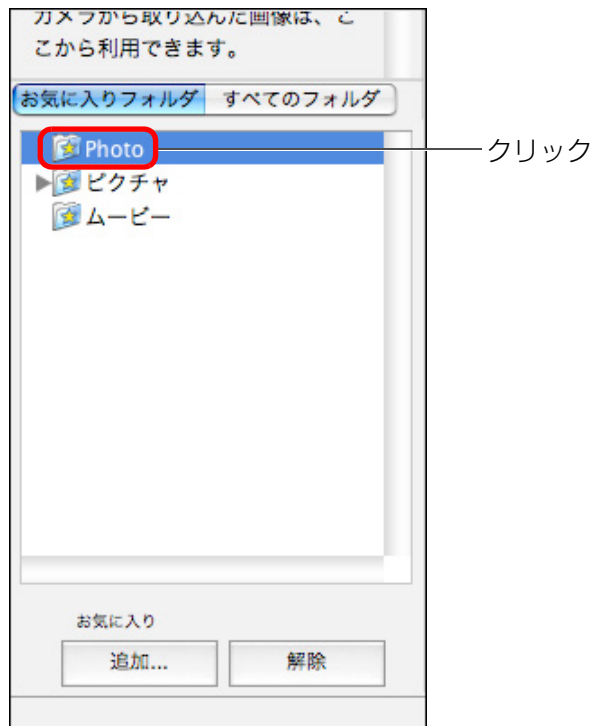 カメラから取り込んだ画像は、こ
こから利用できます。
お気に入りフォルダ すべてのフォルダ
Photo
クリック
ピクチャ
ムービー
お気に入り
追加... 解除